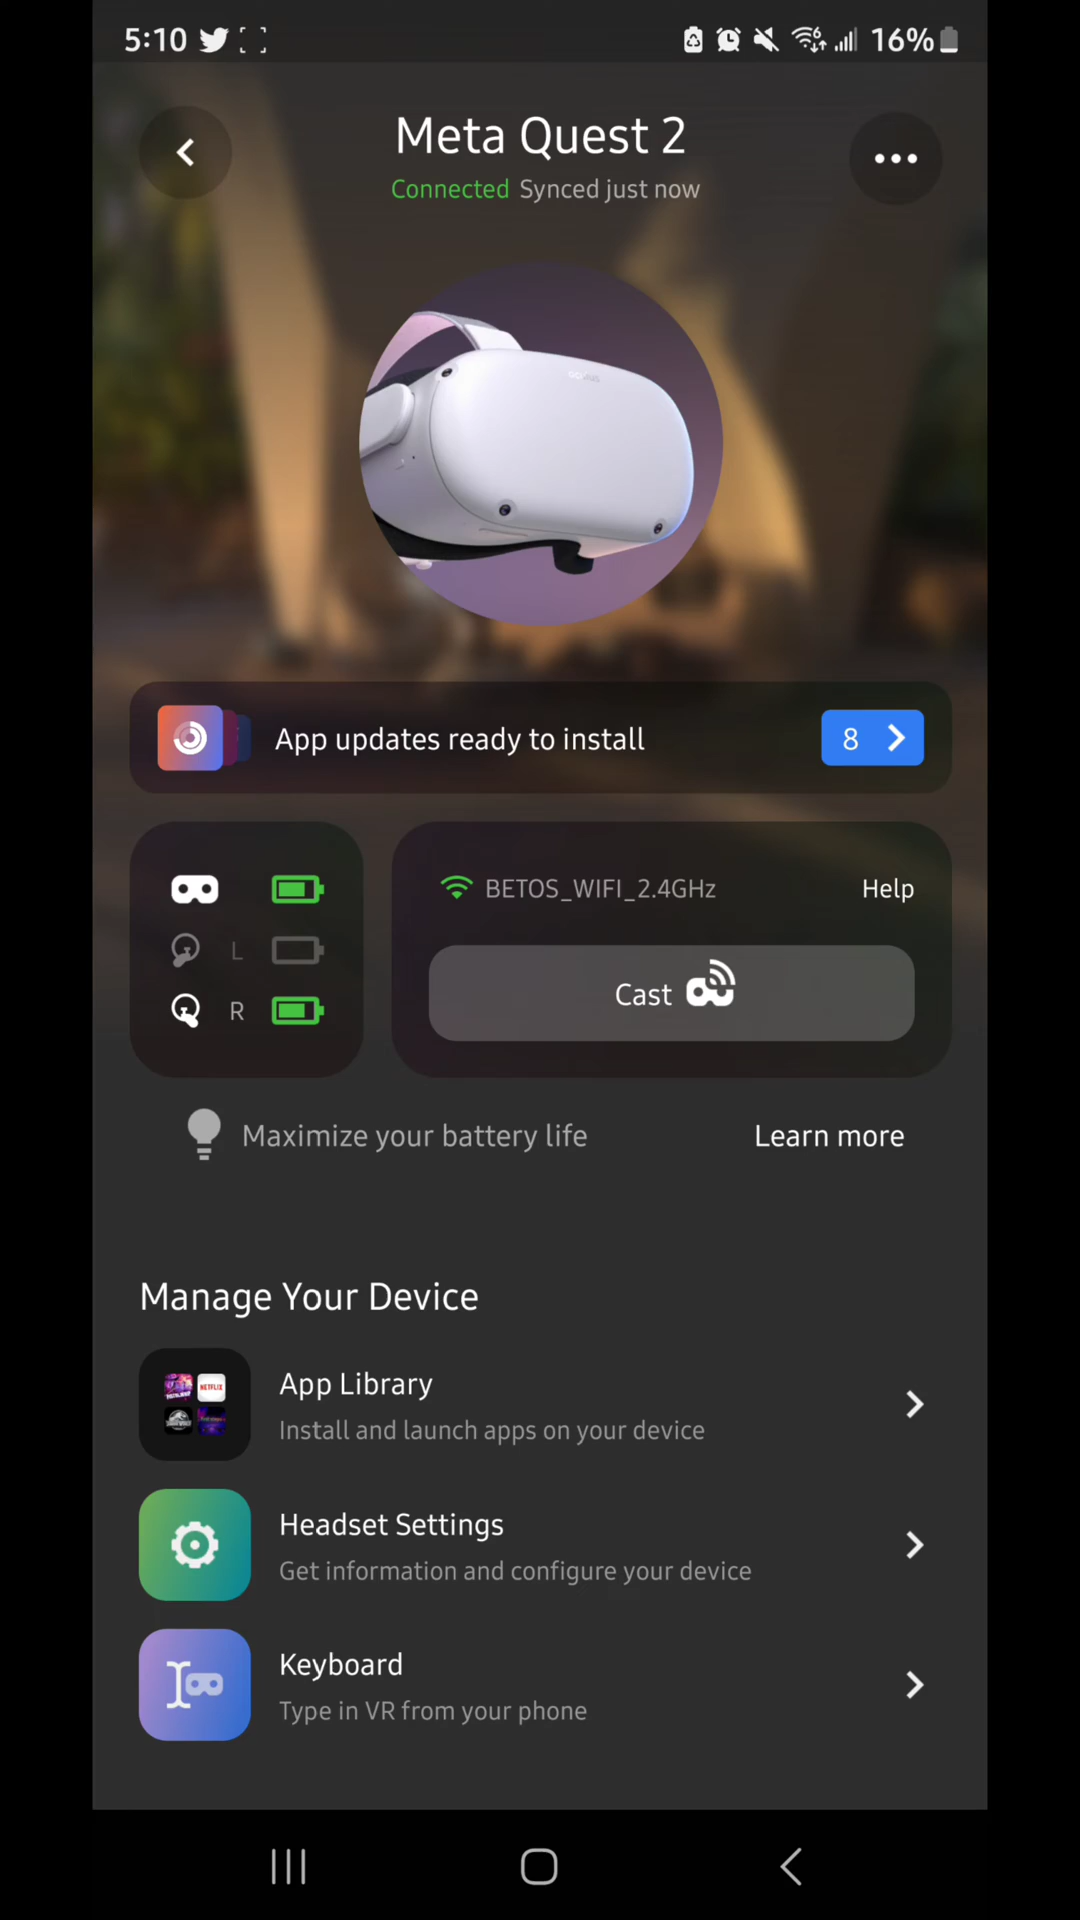 5:10 16%
Meta Quest 2
Connected Synced just now
App updates ready to install 8
BETOS_WIFI_2.4GHz Help
L
Cast
R
Maximize your battery life Learn more
Manage Your Device
NETFLIX
App Library
Install and launch apps on your device
Headset Settings
Get information and configure your device
Keyboard
Type in VR from your phone